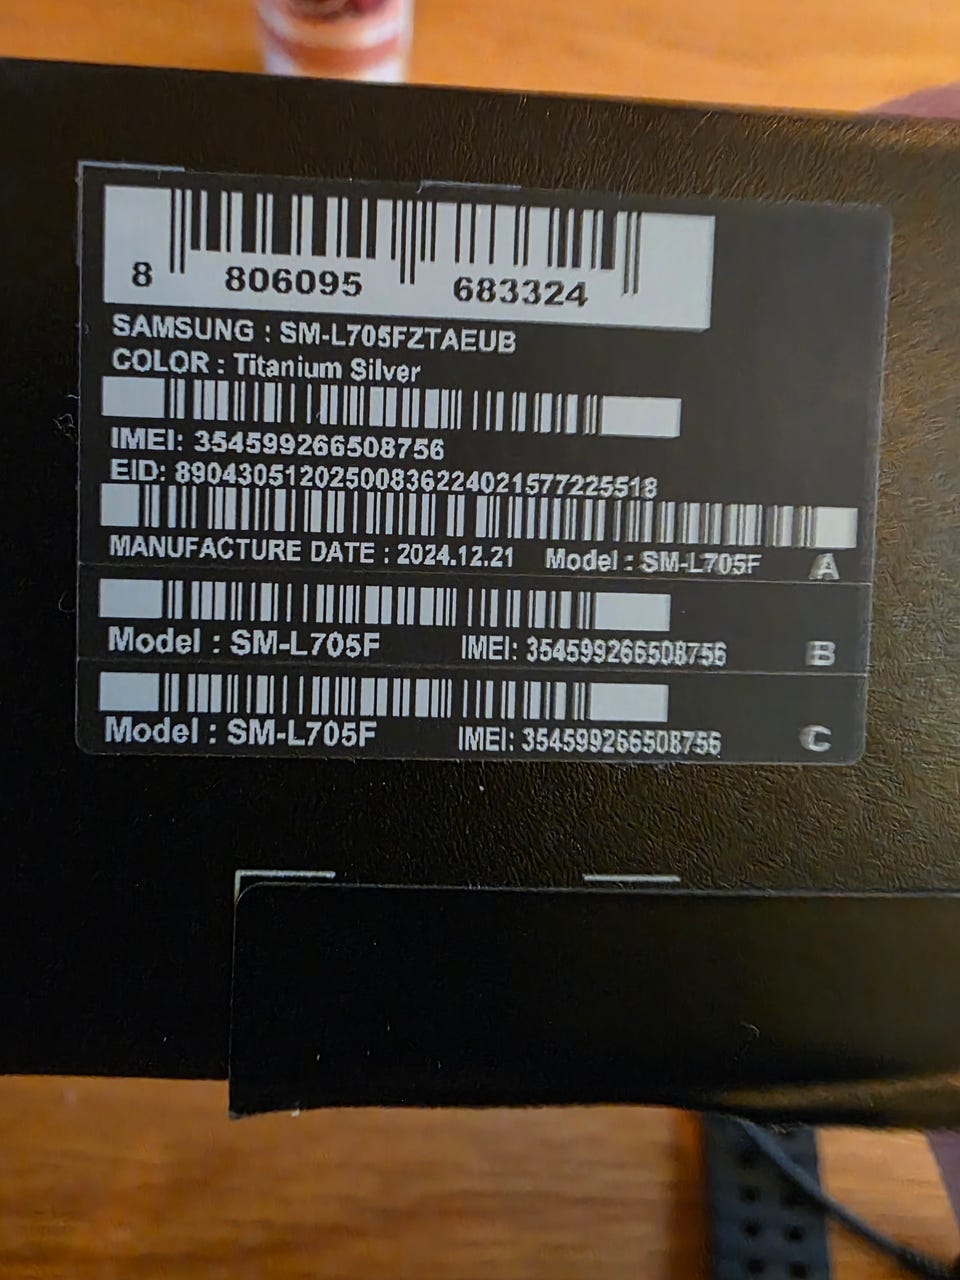 8 806095 683324
SAMSUNG : SM-L705FZTAEUB
COLOR : Titanium Silver
IMEI: 354599266508756
EID: 89043051202500836224021577225518
MANUFACTURE DATE : 2024.12.21 Model : SM-L705F A
Model : SM-L705F IMEI: 354599266508756 B
Model : SM-L705F IMEI: 354599266508756 C